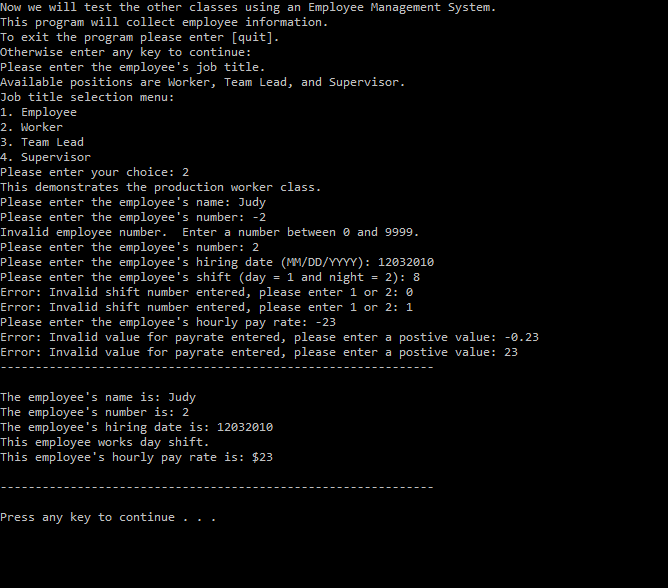 Now we will test the other classes using an Employee Management System.
This program will collect employee information.
To exit the program please enter [quit].
Otherwise enter any key to continue:
Please enter the employee's job title.
Available positions are Worker, Team Lead, and Supervisor.
Job title selection menu:
1. Employee
2. Worker
3. Team Lead
4. Supervisor
Please enter your choice: 2
This demonstrates the production worker class.
Please enter the employee's name: Judy
Please enter the employee's number: -2
Invalid employee number.  Enter a number between 0 and 9999.
Please enter the employee's number: 2
Please enter the employee's hiring date (MM/DD/YYYY): 12032010
Please enter the employee's shift (day = 1 and night = 2): 8
Error: Invalid shift number entered, please enter 1 or 2: 0
Error: Invalid shift number entered, please enter 1 or 2: 1
Please enter the employee's hourly pay rate: -23
Error: Invalid value for payrate entered, please enter a postive value: -0.23
Error: Invalid value for payrate entered, please enter a postive value: 23
--------------------------------------------------------------
The employee's name is: Judy
The employee's number is: 2
The employee's hiring date is: 12032010
This employee works day shift.
This employee's hourly pay rate is: $23
--------------------------------------------------------------
Press any key to continue . . .